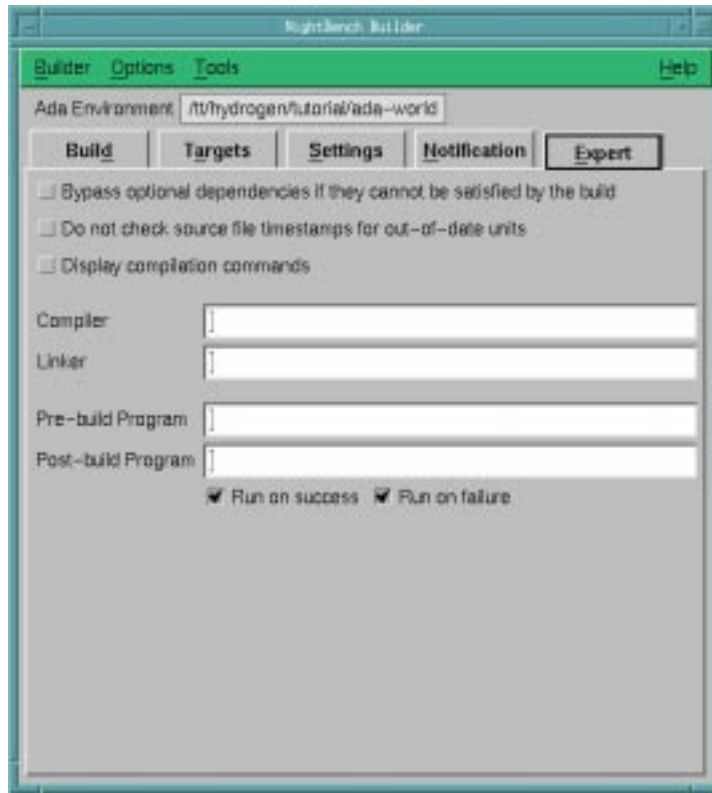 NightBench Builder
Builder Options Tools Help
Ada Environment /tt/hydrogen/tutorial/ada-world
Build Targets Settings Notification Expert
Bypass optional dependencies if they cannot be satisfied by the build
Do not check source file timestamps for out-of-date units
Display compilation commands
Compiler
Linker
Pre-build Program
Post-build Program
Run on success Run on failure